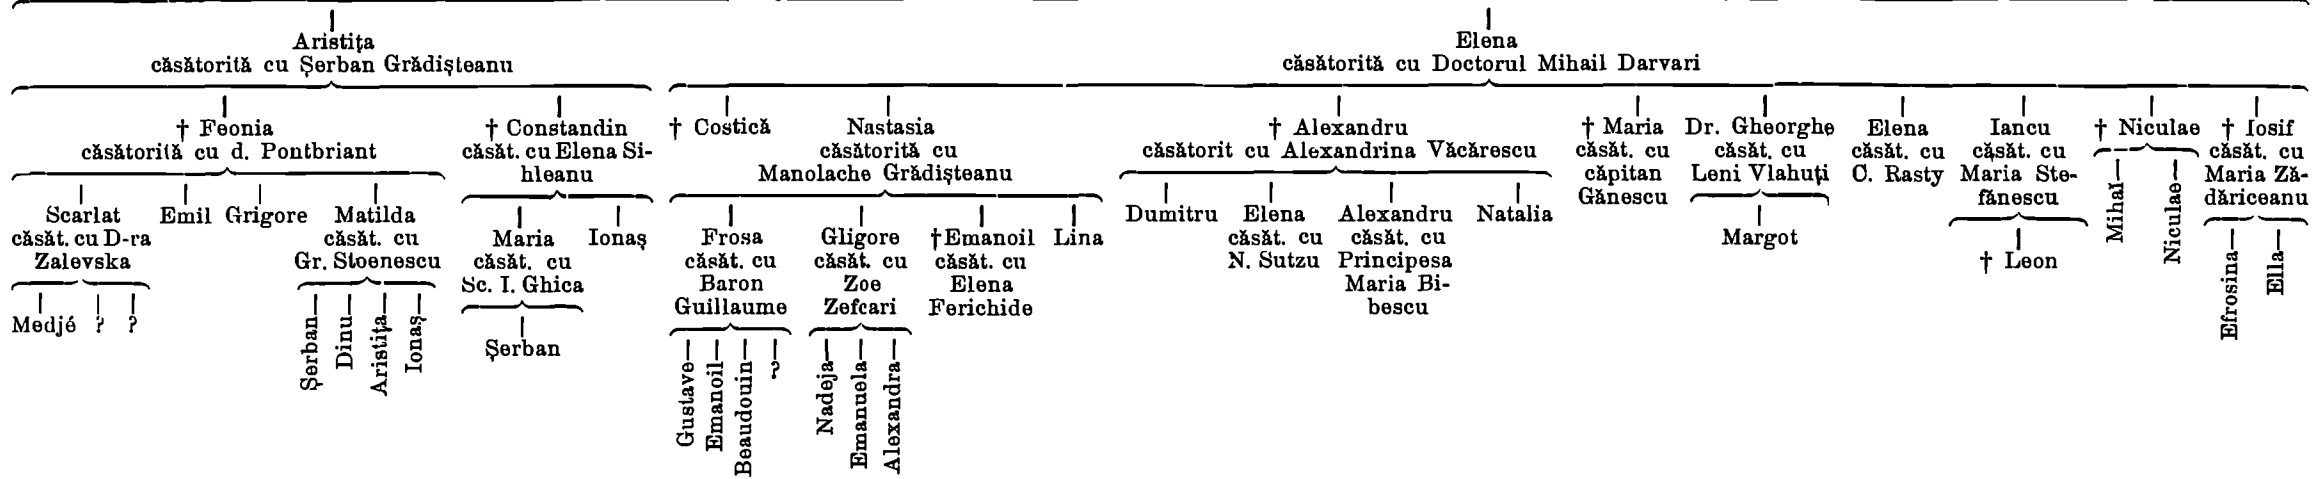 Aristița
căsătorită cu Șerban Grădișteanu
Elena
căsătorită cu Doctorul Mihail Darvari
† Feonia
căsătorită cu d. Pontbriant
† Constandin
căsăt. cu Elena Si-
hleanu
† Costică
Nastasia
căsătorită cu
Manolache Grădișteanu
† Alexandru
căsătorit cu Alexandrina Văcărescu
† Maria
căsăt. cu
căpitan
Gănescu
Dr. Gheorghe
căsăt. cu
Leni Vlahuți
Elena
căsăt. cu
C. Rasty
Iancu
căsăt. cu
Maria Ste-
fănescu
† Niculae
† Iosif
căsăt. cu
Maria Ză-
dăriceanu
Scarlat
căsăt. cu D-ra
Zalevska
Emil
Grigore
Matilda
căsăt. cu
Gr. Stoenescu
Maria
căsăt. cu
Sc. I. Ghica
Ionaș
Frosa
căsăt. cu
Baron
Guillaume
Gligore
căsăt. cu
Zoe
Zefcari
†Emanoil
căsăt. cu
Elena
Ferichide
Lina
Dumitru
Elena
căsăt. cu
N. Sutzu
Alexandru
căsăt. cu
Principesa
Maria Bi-
bescu
Natalia
Margot
† Leon
Mihal
Niculae
Efrosina
Ella
Medjé
?
?
Șerban
Dinu
Aristița
Ionaș
Șerban
Gustave
Emanoil
Beaudouin
?
Nadeja
Emanuela
Alexandra